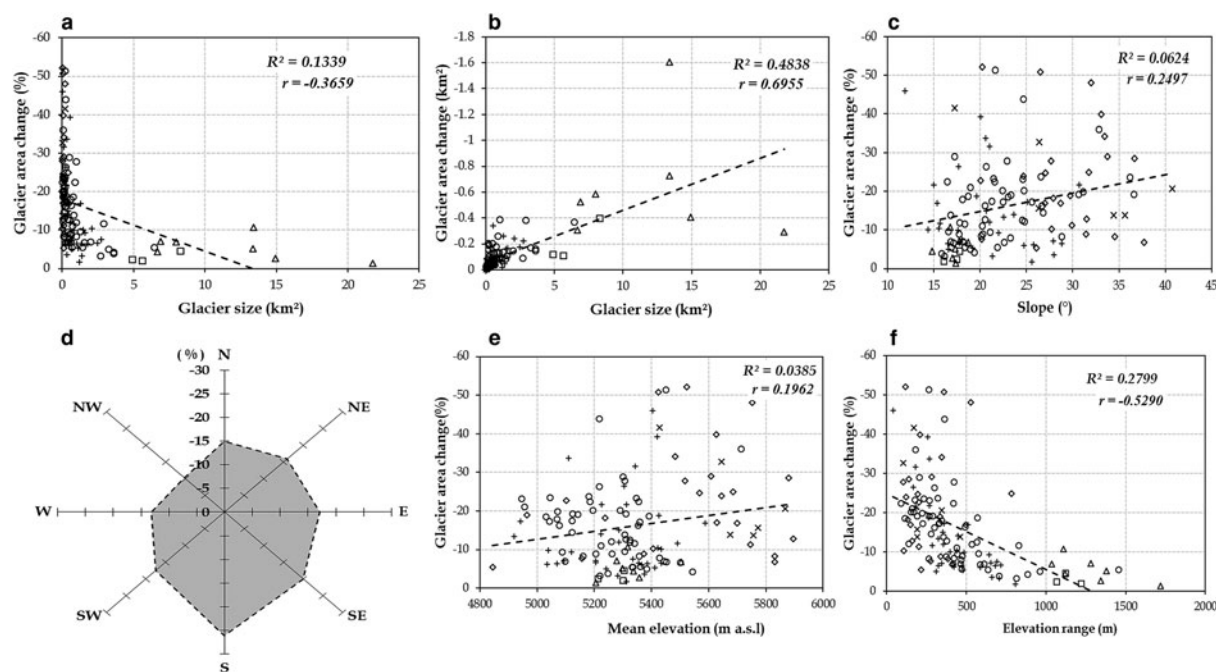 a
-60
-50
-40
-30
-20
-10
0
Glacier area change (%)
R² = 0.1339
r = -0.3659
0 5 10 15 20 25
Glacier size (km²)
b
-1.8
-1.6
-1.4
-1.2
-1
-0.8
-0.6
-0.4
-0.2
0
Glacier area change (km²)
R² = 0.4838
r = 0.6955
0 5 10 15 20 25
Glacier size (km²)
c
-60
-50
-40
-30
-20
-10
0
Glacier area change (%)
R² = 0.0624
r = 0.2497
10 15 20 25 30 35 40 45
Slope (°)
d
(%) N
-30
-25
-20
-15
-10
-5
0
NW
NE
W
E
SW
SE
S
e
-60
-50
-40
-30
-20
-10
0
Glacier area change(%)
R² = 0.0385
r = 0.1962
4800 5000 5200 5400 5600 5800 6000
Mean elevation (m a.s.l)
f
-60
-50
-40
-30
-20
-10
0
Glacier area change (%)
R² = 0.2799
r = -0.5290
0 500 1000 1500 2000
Elevation range (m)